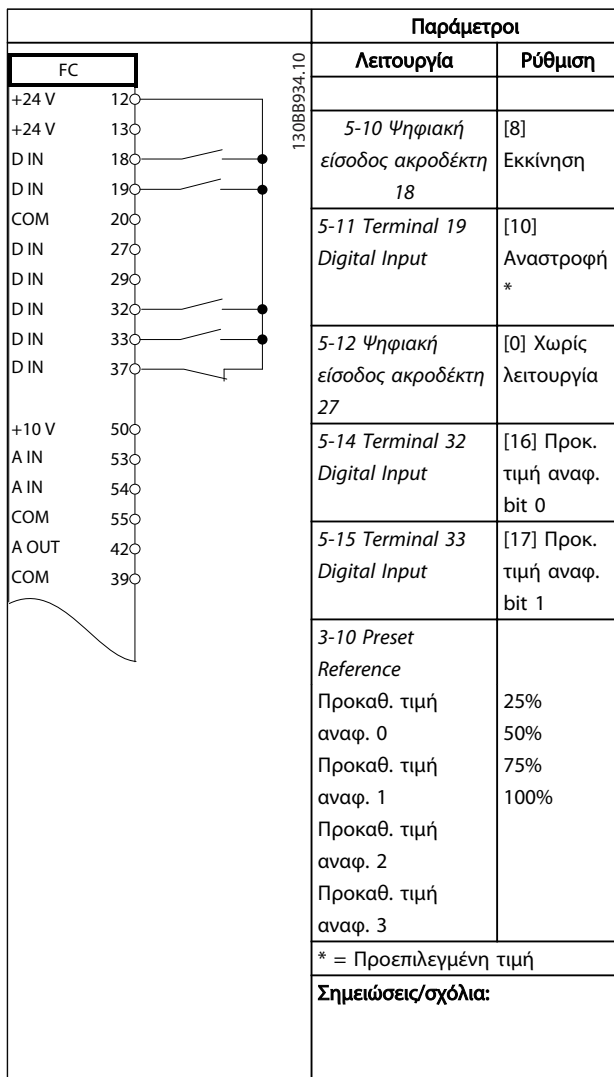 Παράμετροι
FC
+24 V 12
+24 V 13
D IN 18
D IN 19
COM 20
D IN 27
D IN 29
D IN 32
D IN 33
D IN 37
+10 V 50
A IN 53
A IN 54
COM 55
A OUT 42
COM 39
130BB934.10
Λειτουργία Ρύθμιση
5-10 Ψηφιακή [8]
είσοδος ακροδέκτη Εκκίνηση
18
5-11 Terminal 19 [10]
Digital Input Αναστροφή
*
5-12 Ψηφιακή [0] Χωρίς
είσοδος ακροδέκτη λειτουργία
27
5-14 Terminal 32 [16] Προκ.
Digital Input τιμή αναφ.
bit 0
5-15 Terminal 33 [17] Προκ.
Digital Input τιμή αναφ.
bit 1
3-10 Preset
Reference
Προκαθ. τιμή 25%
αναφ. 0 50%
Προκαθ. τιμή 75%
αναφ. 1 100%
Προκαθ. τιμή
αναφ. 2
Προκαθ. τιμή
αναφ. 3
* = Προεπιλεγμένη τιμή
Σημειώσεις/σχόλια: